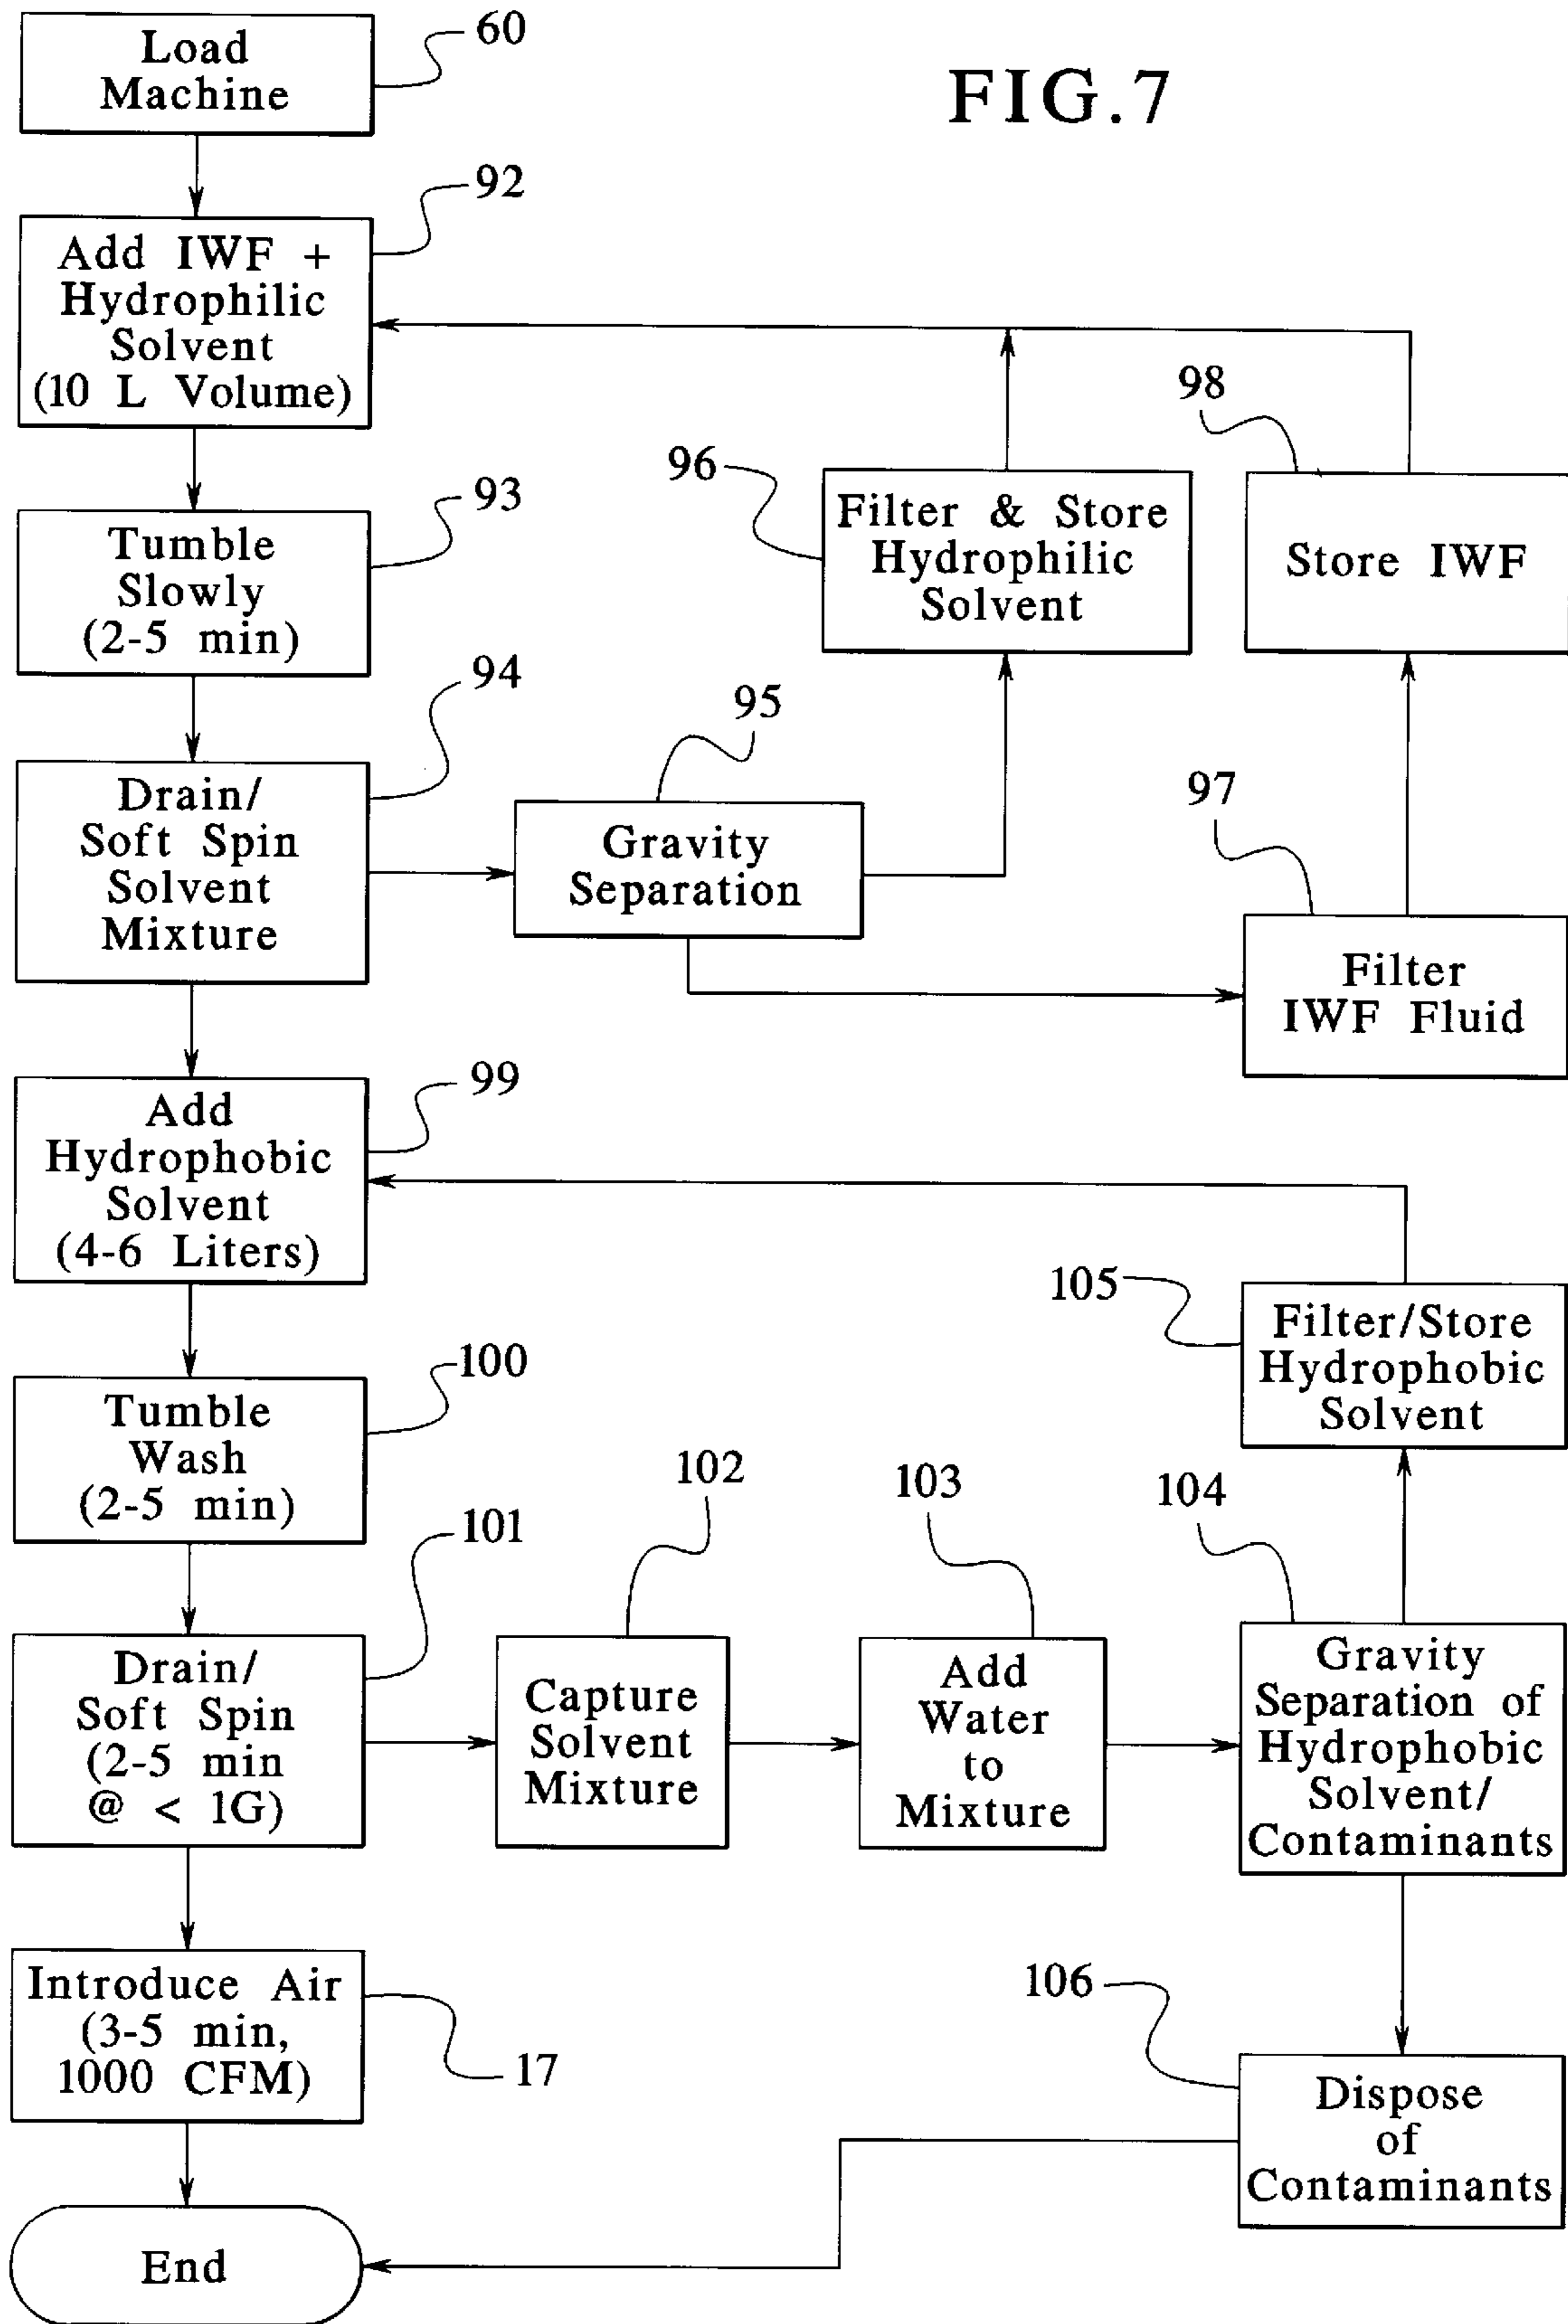 FIG.7
60
Load
Machine
92
Add IWF +
Hydrophilic
Solvent
(10 L Volume)
93
Tumble
Slowly
(2-5 min)
94
Drain/
Soft Spin
Solvent
Mixture
95
Gravity
Separation
96
Filter & Store
Hydrophilic
Solvent
97
Filter
IWF Fluid
98
Store IWF
99
Add
Hydrophobic
Solvent
(4-6 Liters)
100
Tumble
Wash
(2-5 min)
101
Drain/
Soft Spin
(2-5 min
@ < 1G)
102
Capture
Solvent
Mixture
103
Add
Water
to
Mixture
104
Gravity
Separation of
Hydrophobic
Solvent/
Contaminants
105
Filter/Store
Hydrophobic
Solvent
106
Dispose
of
Contaminants
17
Introduce Air
(3-5 min,
1000 CFM)
End